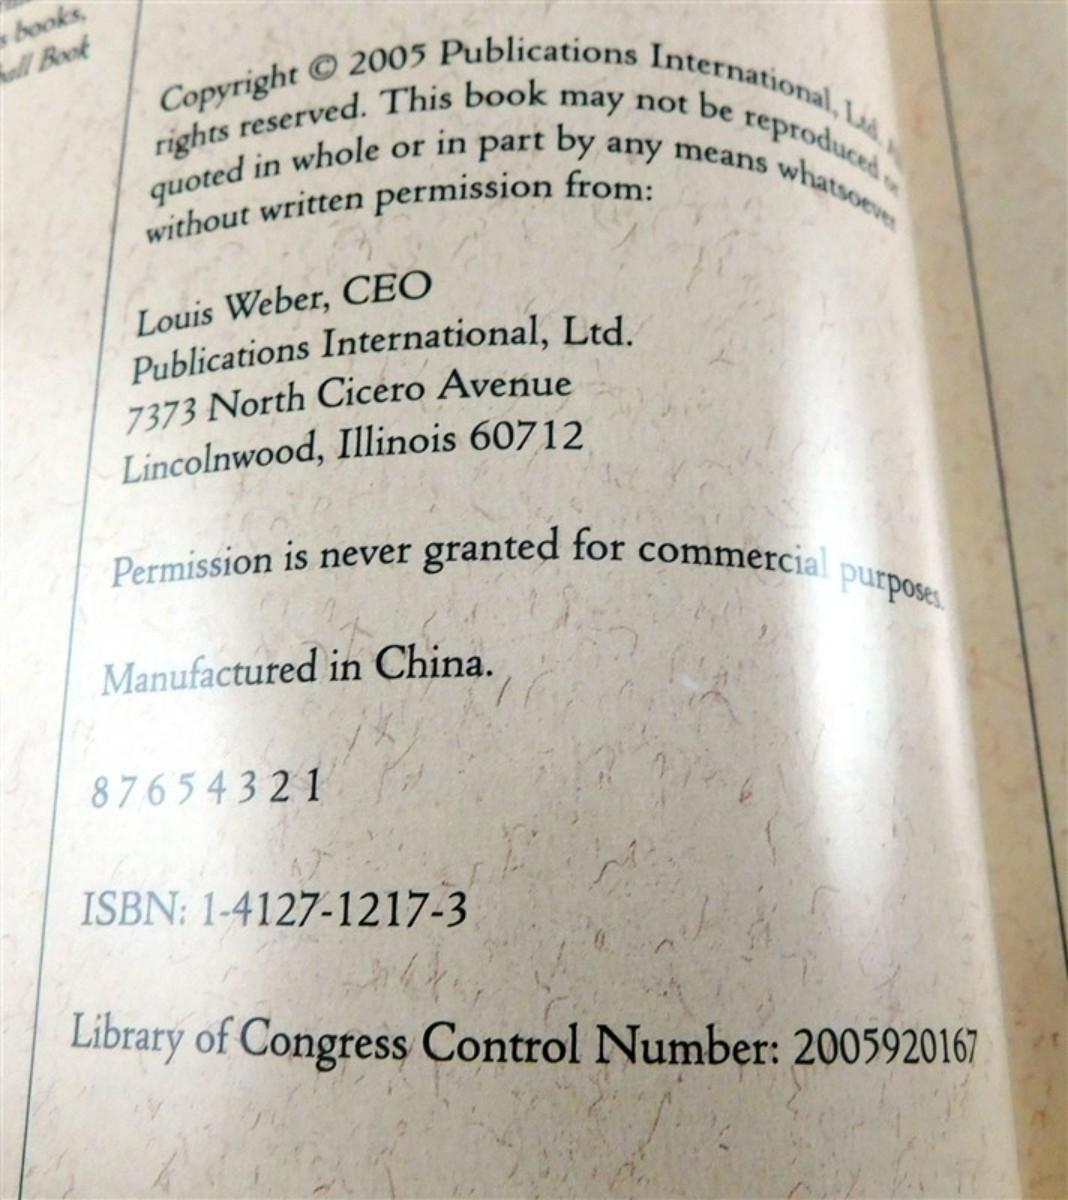 books,
Book
Copyright © 2005 Publications International, Ltd.
rights reserved. This book may not be reproduced or
quoted in whole or in part by any means whatsoever
without written permission from:
Louis Weber, CEO
Publications International, Ltd.
7373 North Cicero Avenue
Lincolnwood, Illinois 60712
Permission is never granted for commercial purposes.
Manufactured in China.
8 7 6 5 4 3 2 1
ISBN: 1-4127-1217-3
Library of Congress Control Number: 2005920167